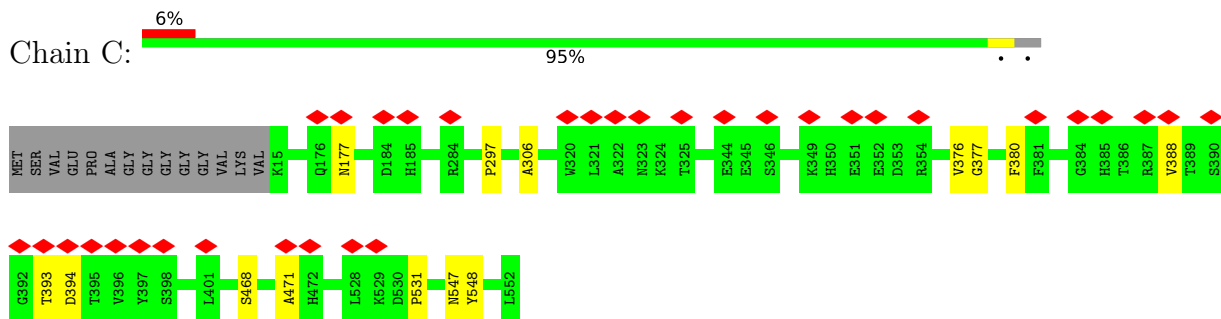 6%
Chain C:
95%
• •
MET SER VAL GLU PRO ALA GLY GLY GLY GLY GLY VAL LYS VAL K15 Q176 N177 D184 H185 R284 P297 A306 W320 L321 A322 N323 K324 T325 E344 E345 S346 K349 H350 E351 E352 D353 R354 V376 G377 F380 F381 G384 H385 T386 R387 V388 T389 S390
G392 T393 D394 T395 V396 Y397 S398 L401 S468 A471 H472 L528 K529 D530 P531 N547 Y548 L552